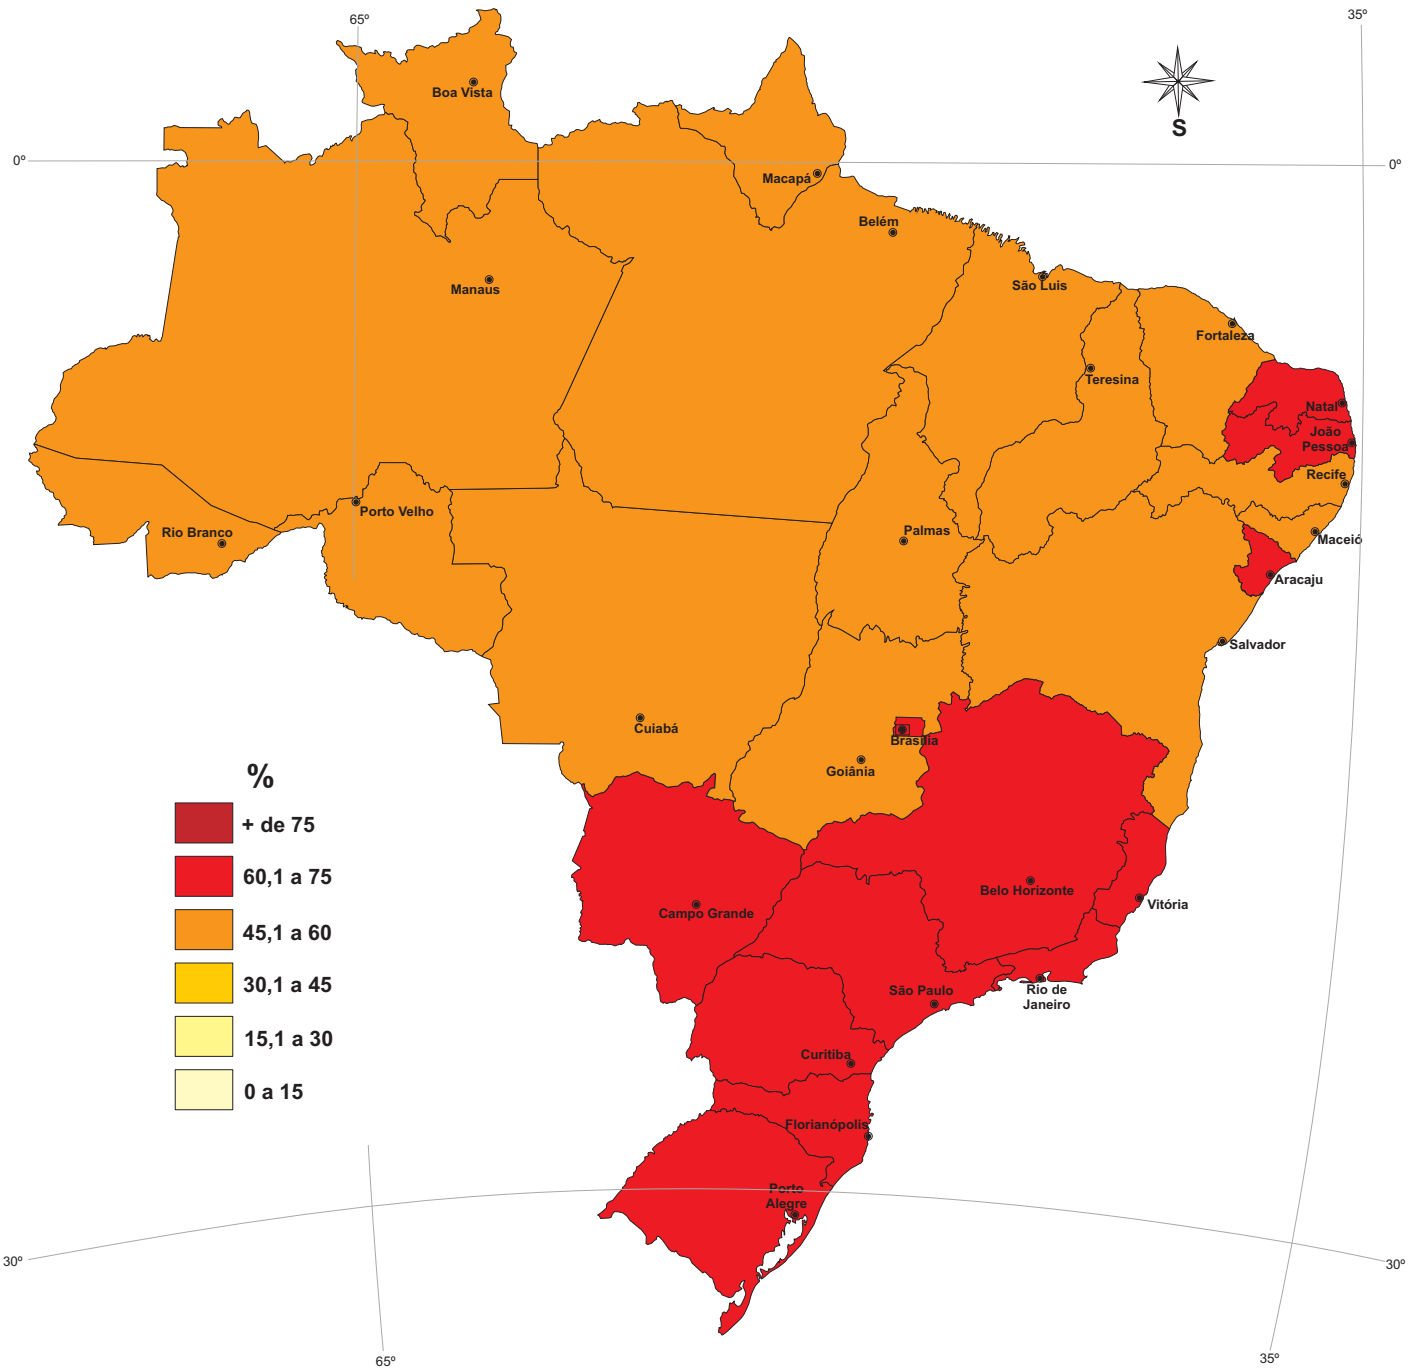 65º
35º
Boa Vista
S
0º
0º
Macapá
Belém
Manaus
São Luis
Fortaleza
Teresina
Natal
João
Pessoa
Recife
Porto Velho
Rio Branco
Palmas
Maceió
Aracaju
Salvador
Cuiabá
Brasília
Goiânia
%
+ de 75
60,1 a 75
45,1 a 60
30,1 a 45
15,1 a 30
0 a 15
Belo Horizonte
Vitória
Campo Grande
São Paulo
Rio de
Janeiro
Curitiba
Florianópolis
Porto
Alegre
30º
30º
65º
35º